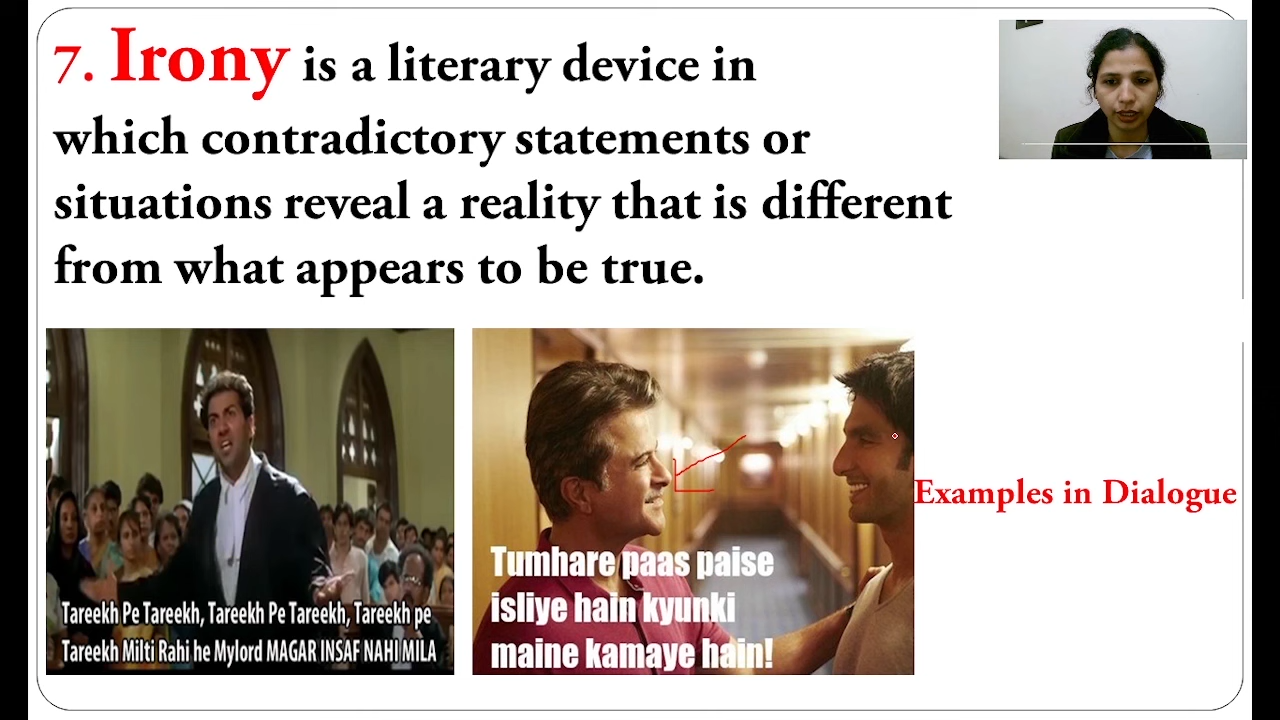 7. Irony is a literary device in
which contradictory statements or
situations reveal a reality that is different
from what appears to be true.
Tareekh Pe Tareekh, Tareekh Pe Tareekh, Tareekh pe
Tareekh Milti Rahi he Mylord MAGAR INSAF NAHI MILA
Tumhare paas paise
isliye hain kyunki
maine kamaye hain!
Examples in Dialogue